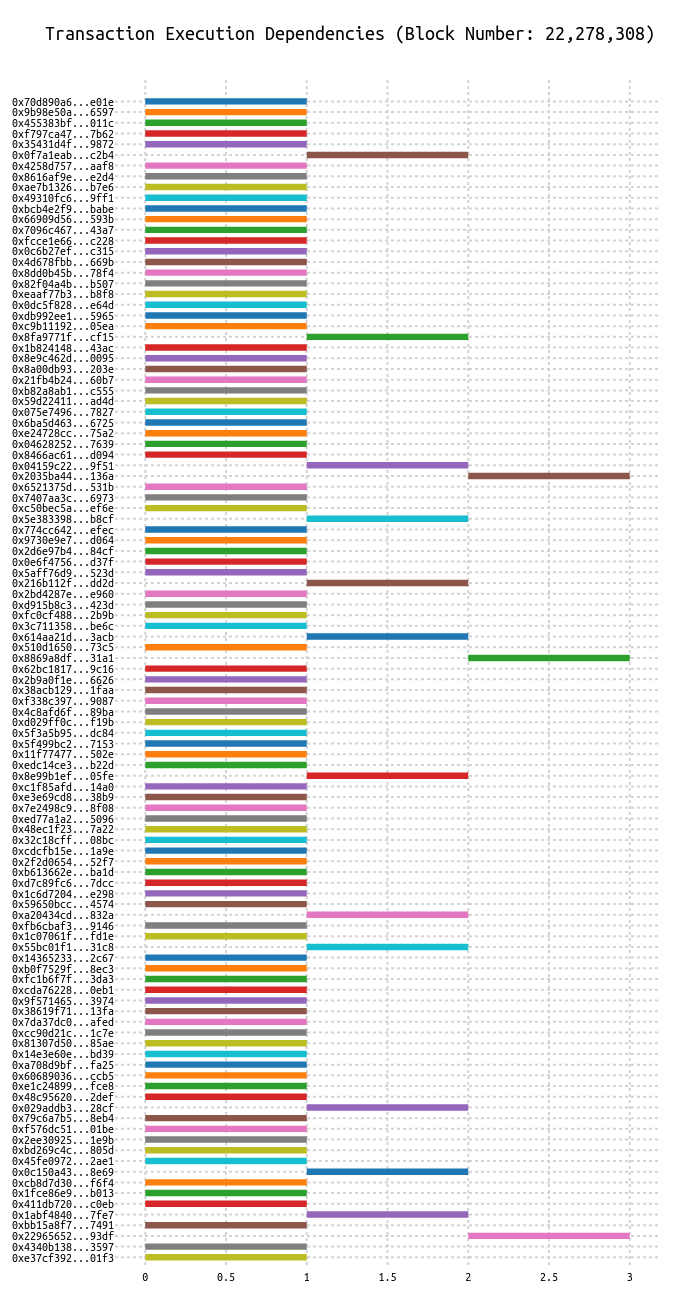 Transaction Execution Dependencies (Block Number: 22,278,308)
0x70d890a6...e01e
0x9b98e50a...6597
0x455383bf...011c
0xf797ca47...7b62
0x35431d4f...9872
0x0f7a1eab...c2b4
0x4258d757...aaf8
0x8616af9e...e2d4
0xae7b1326...b7e6
0x49310fc6...9ff1
0xbcb4e2f9...babe
0x66909d56...593b
0x7096c467...43a7
0xfcce1e66...c228
0x0c6b27ef...c315
0x4d678fbb...669b
0x8dd0b45b...78f4
0x82f04a4b...b507
0xeaaf77b3...b8f8
0x0dc5f828...e64d
0xdb992ee1...5965
0xc9b11192...05ea
0x8fa9771f...cf15
0x1b824148...43ac
0x8e9c462d...0095
0x8a00db93...203e
0x21fb4b24...60b7
0xb82a8ab1...c555
0x59d22411...ad4d
0x075e7496...7827
0x6ba5d463...6725
0xe24728cc...75a2
0x04628252...7639
0x8466ac61...d094
0x04159c22...9f51
0x2035ba44...136a
0x6521375d...531b
0x7407aa3c...6973
0xc50bec5a...ef6e
0x5e383398...b8cf
0x774cc642...efec
0x9730e9e7...d064
0x2d6e97b4...84cf
0x0e6f4756...d37f
0x5aff76d9...523d
0x216b112f...dd2d
0x2bd4287e...e960
0xd915b8c3...423d
0xfc0cf488...2b9b
0x3c711358...be6c
0x614aa21d...3acb
0x510d1650...73c5
0x8869a8df...31a1
0x62bc1817...9c16
0x2b9a0f1e...6626
0x38acb129...1faa
0xf338c397...9087
0x4c8afd6f...89ba
0xd029ff0c...f19b
0x5f3a5b95...dc84
0x5f499bc2...7153
0x11f77477...502e
0xedc14ce3...b22d
0x8e99b1ef...05fe
0xc1f85afd...14a0
0xe3e69cd8...38b9
0x7e2498c9...8f08
0xed77a1a2...5096
0x48ec1f23...7a22
0x32c18cff...08bc
0xcdcfb15e...1a9e
0x2f2d0654...52f7
0xb613662e...ba1d
0xd7c89fc6...7dcc
0x1c6d7204...e298
0x59650bcc...4574
0xa20434cd...832a
0xfb6cbaf3...9146
0x1c07061f...fd1e
0x55bc01f1...31c8
0x14365233...2c67
0xb0f7529f...8ec3
0xfc1b6f7f...3da3
0xcda76228...0eb1
0x9f571465...3974
0x38619f71...13fa
0x7da37dc0...afed
0xcc90d21c...1c7e
0x81307d50...85ae
0x14e3e60e...bd39
0xa708d9bf...fa25
0x60689036...ccb5
0xe1c24899...fce8
0x48c95620...2def
0x029addb3...28cf
0x79c6a7b5...8eb4
0xf576dc51...01be
0x2ee30925...1e9b
0xbd269c4c...805d
0x45fe0972...2ae1
0x0c150a43...8e69
0xcb8d7d30...f6f4
0x1fce86e9...b013
0x411db720...c0eb
0x1abf4840...7fe7
0xbb15a8f7...7491
0x22965652...93df
0x4340b138...3597
0xe37cf392...01f3
0 0.5 1 1.5 2 2.5 3